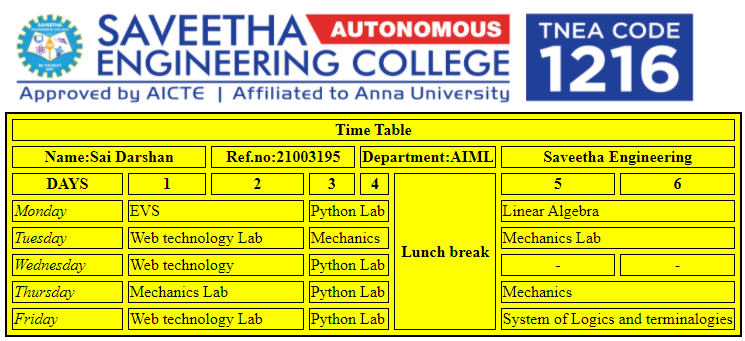 SAVEETHA AUTONOMOUS
ENGINEERING COLLEGE
Approved by AICTE | Affiliated to Anna University
TNEA CODE
1216
Time Table
Name:Sai Darshan Ref.no:21003195 Department:AIML Saveetha Engineering
DAYS 1 2 3 4 Lunch break 5 6
Monday EVS Python Lab Linear Algebra
Tuesday Web technology Lab Mechanics Mechanics Lab
Wednesday Web technology Python Lab - -
Thursday Mechanics Lab Python Lab Mechanics
Friday Web technology Lab Python Lab System of Logics and terminalogies